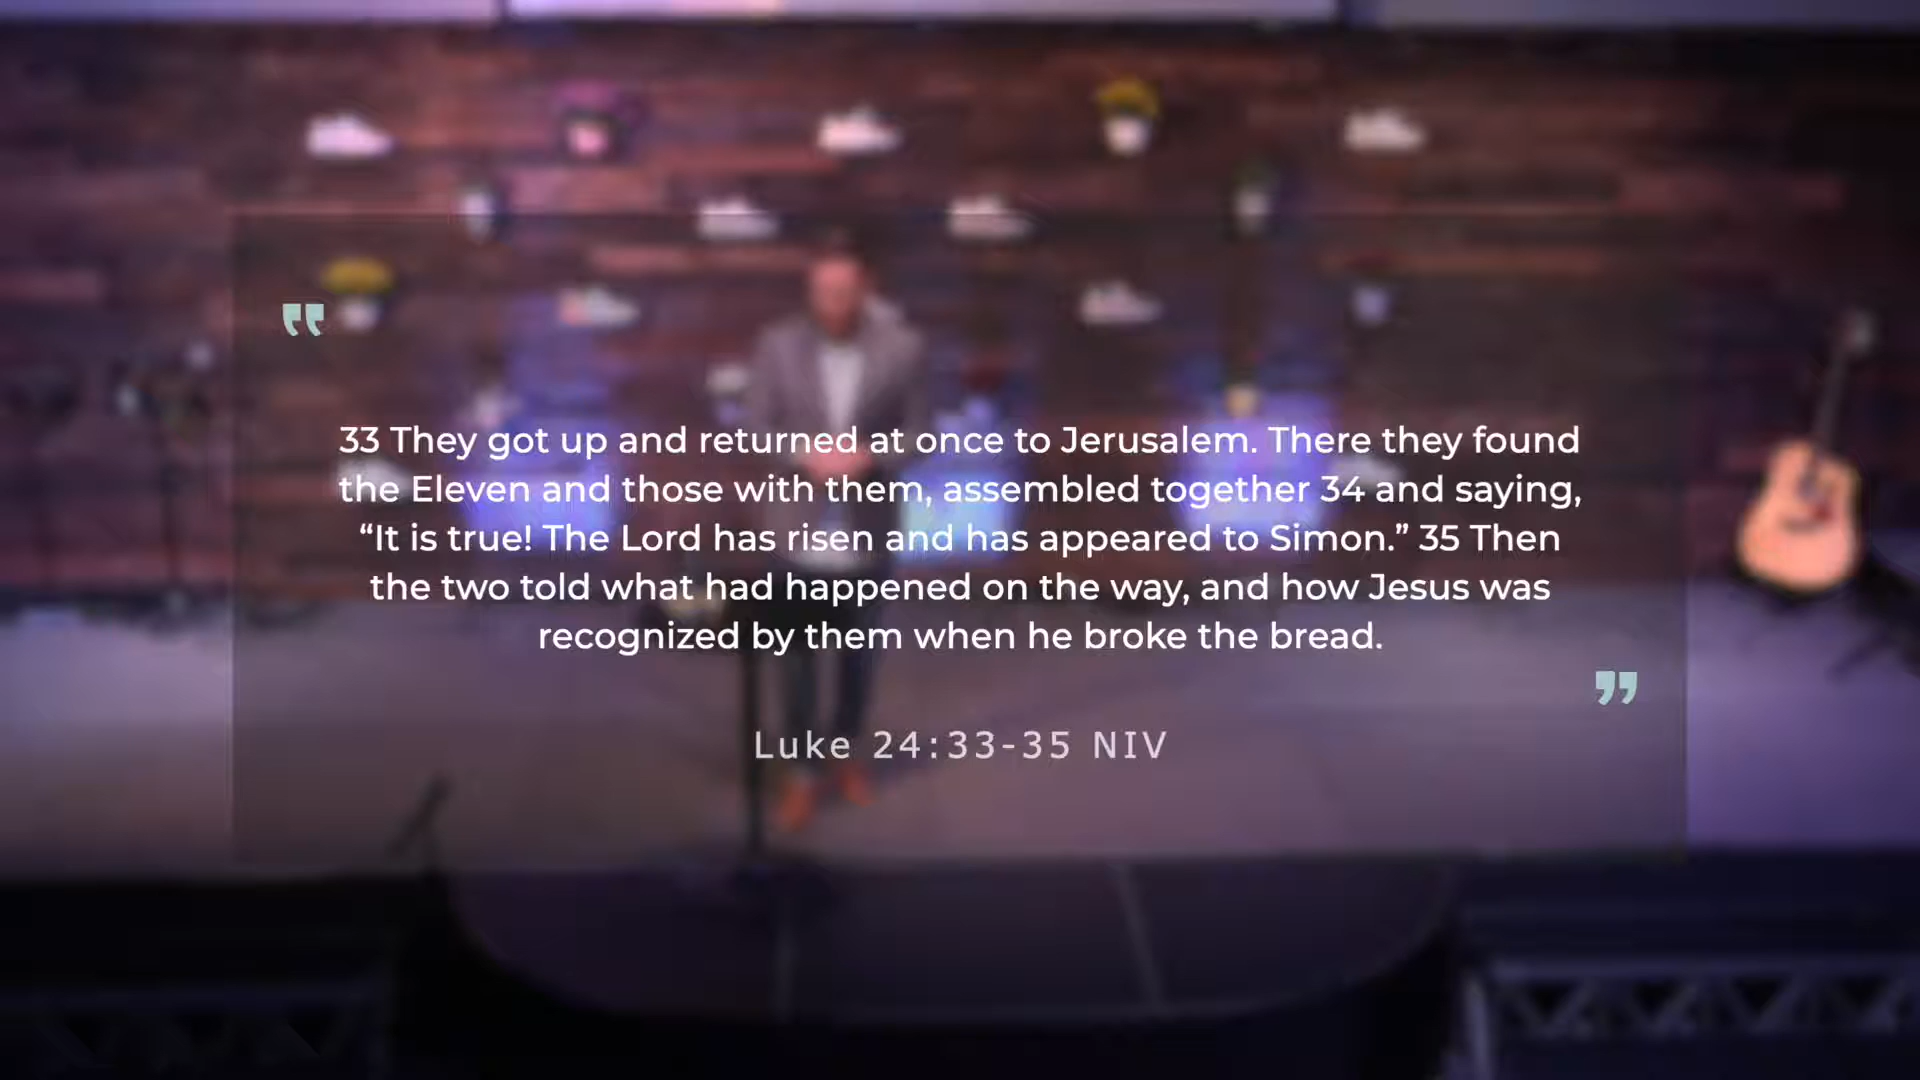 33 They got up and returned at once to Jerusalem. There they found
the Eleven and those with them, assembled together 34 and saying,
“It is true! The Lord has risen and has appeared to Simon.” 35 Then
the two told what had happened on the way, and how Jesus was
recognized by them when he broke the bread.
Luke 24:33-35 NIV